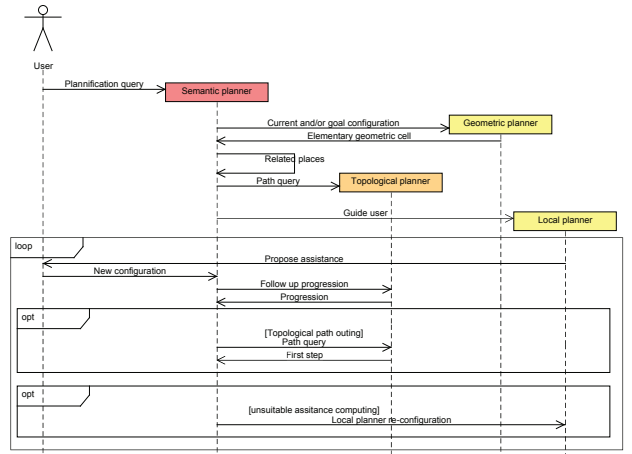 User
Plannification query
Semantic planner
Current and/or goal configuration
Geometric planner
Elementary geometric cell
Related places
Path query
Topological planner
Guide user
Local planner
loop
Propose assistance
New configuration
Follow up progression
Progression
opt
[Topological path outing]
Path query
First step
opt
[unsuitable assitance computing]
Local planner re-configuration